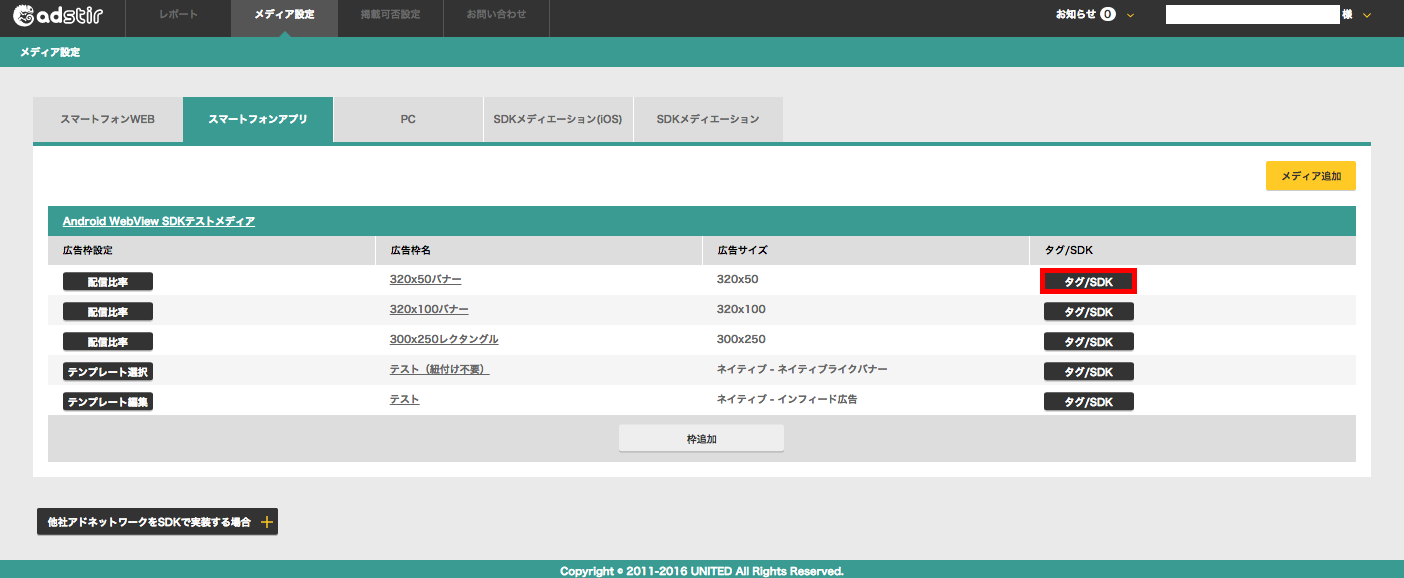 adstir レポート メディア設定 掲載可否設定 お問い合わせ お知らせ 0 様
メディア設定
スマートフォンWEB スマートフォンアプリ PC SDKメディエーション(iOS) SDKメディエーション
メディア追加
Android WebView SDKテストメディア
広告枠設定 広告枠名 広告サイズ タグ/SDK
配信比率 320x50バナー 320x50 タグ/SDK
配信比率 320x100バナー 320x100 タグ/SDK
配信比率 300x250レクタングル 300x250 タグ/SDK
テンプレート選択 テスト（紐付け不要） ネイティブ - ネイティブライクバナー タグ/SDK
テンプレート編集 テスト ネイティブ - インフィード広告 タグ/SDK
枠追加
他社アドネットワークをSDKで実装する場合
Copyright © 2011-2016 UNITED All Rights Reserved.